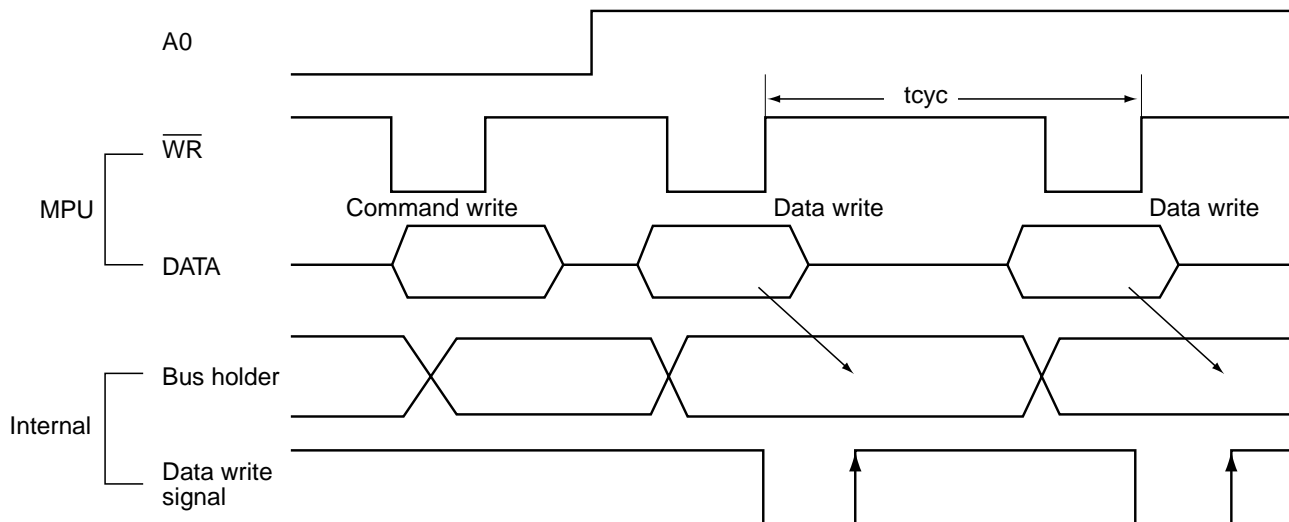 A0
tcyc
WR
MPU
Command write
Data write
Data write
DATA
Bus holder
Internal
Data write
signal